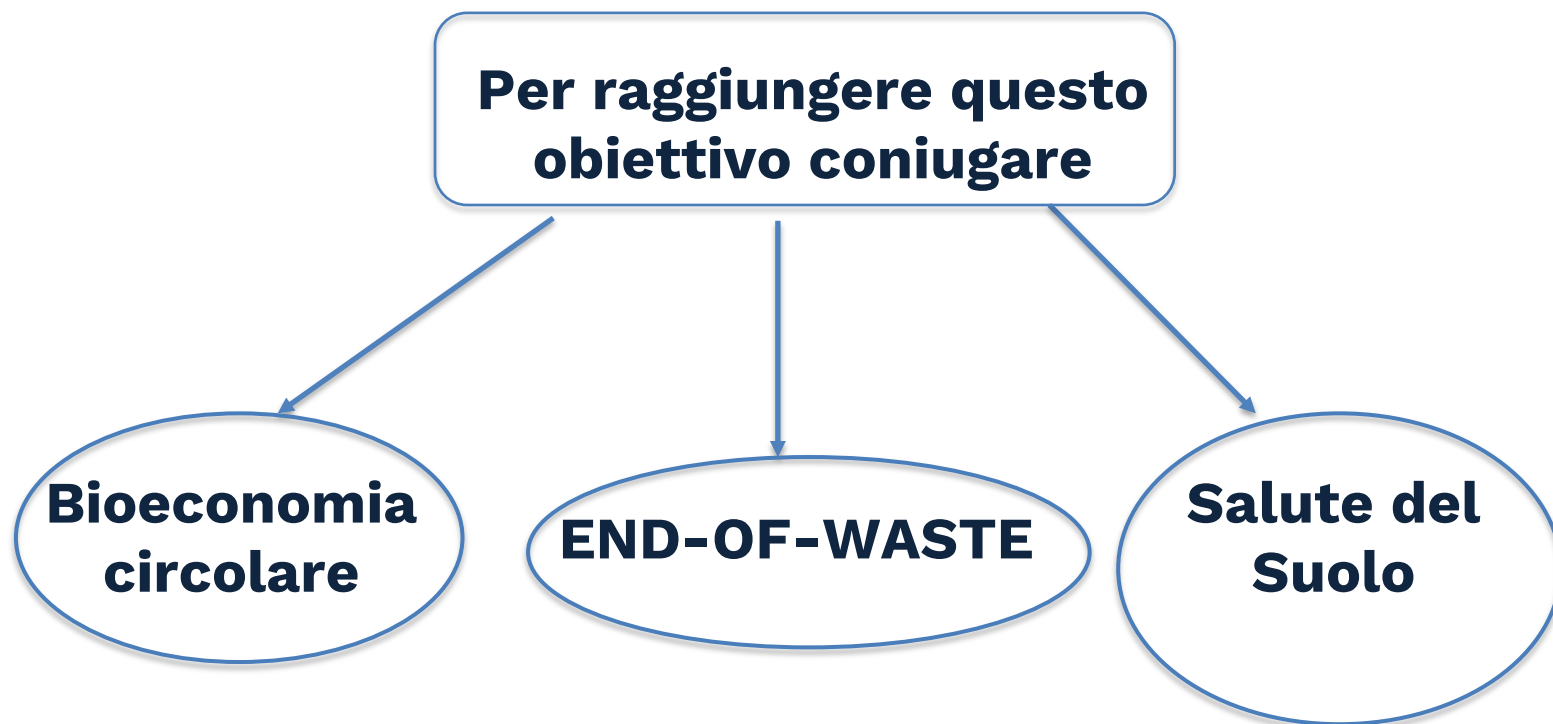 Per raggiungere questo
obiettivo coniugare
Bioeconomia
circolare
END-OF-WASTE
Salute del
Suolo